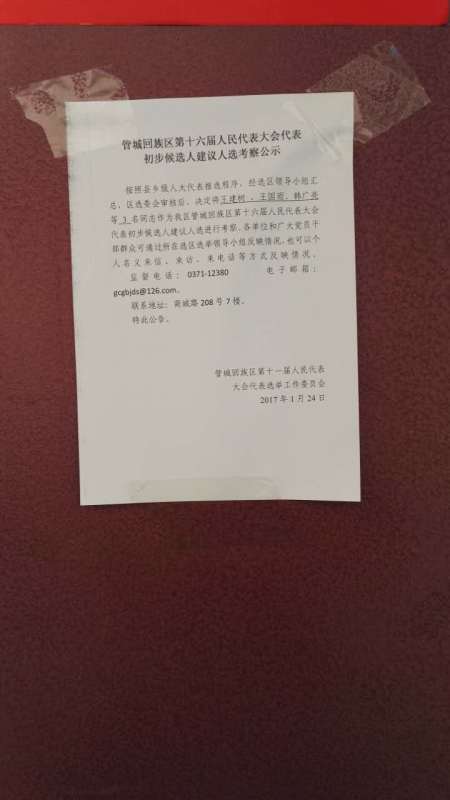 管城回族区第十六届人民代表大会代表
初步候选人建议人选考察公示
按照县乡级人大代表推选程序，经选区领导小组汇
总，区选委会审核后，决定将王建树、王国雨、韩广亮
等 3 名同志作为我区管城回族区第十六届人民代表大会
代表初步候选人建议人选进行考察。各单位和广大党员干
部群众可通过所在选区选举领导小组反映情况，也可以个
人名义来信、来访、来电话等方式反映情况。
监督电话：0371-12380 电子邮箱：
gcgbjds@126.com。
联系地址：商城路 208 号 7 楼。
特此公告。
管城回族区第十一届人民代表
大会代表选举工作委员会
2017 年 1 月 24 日